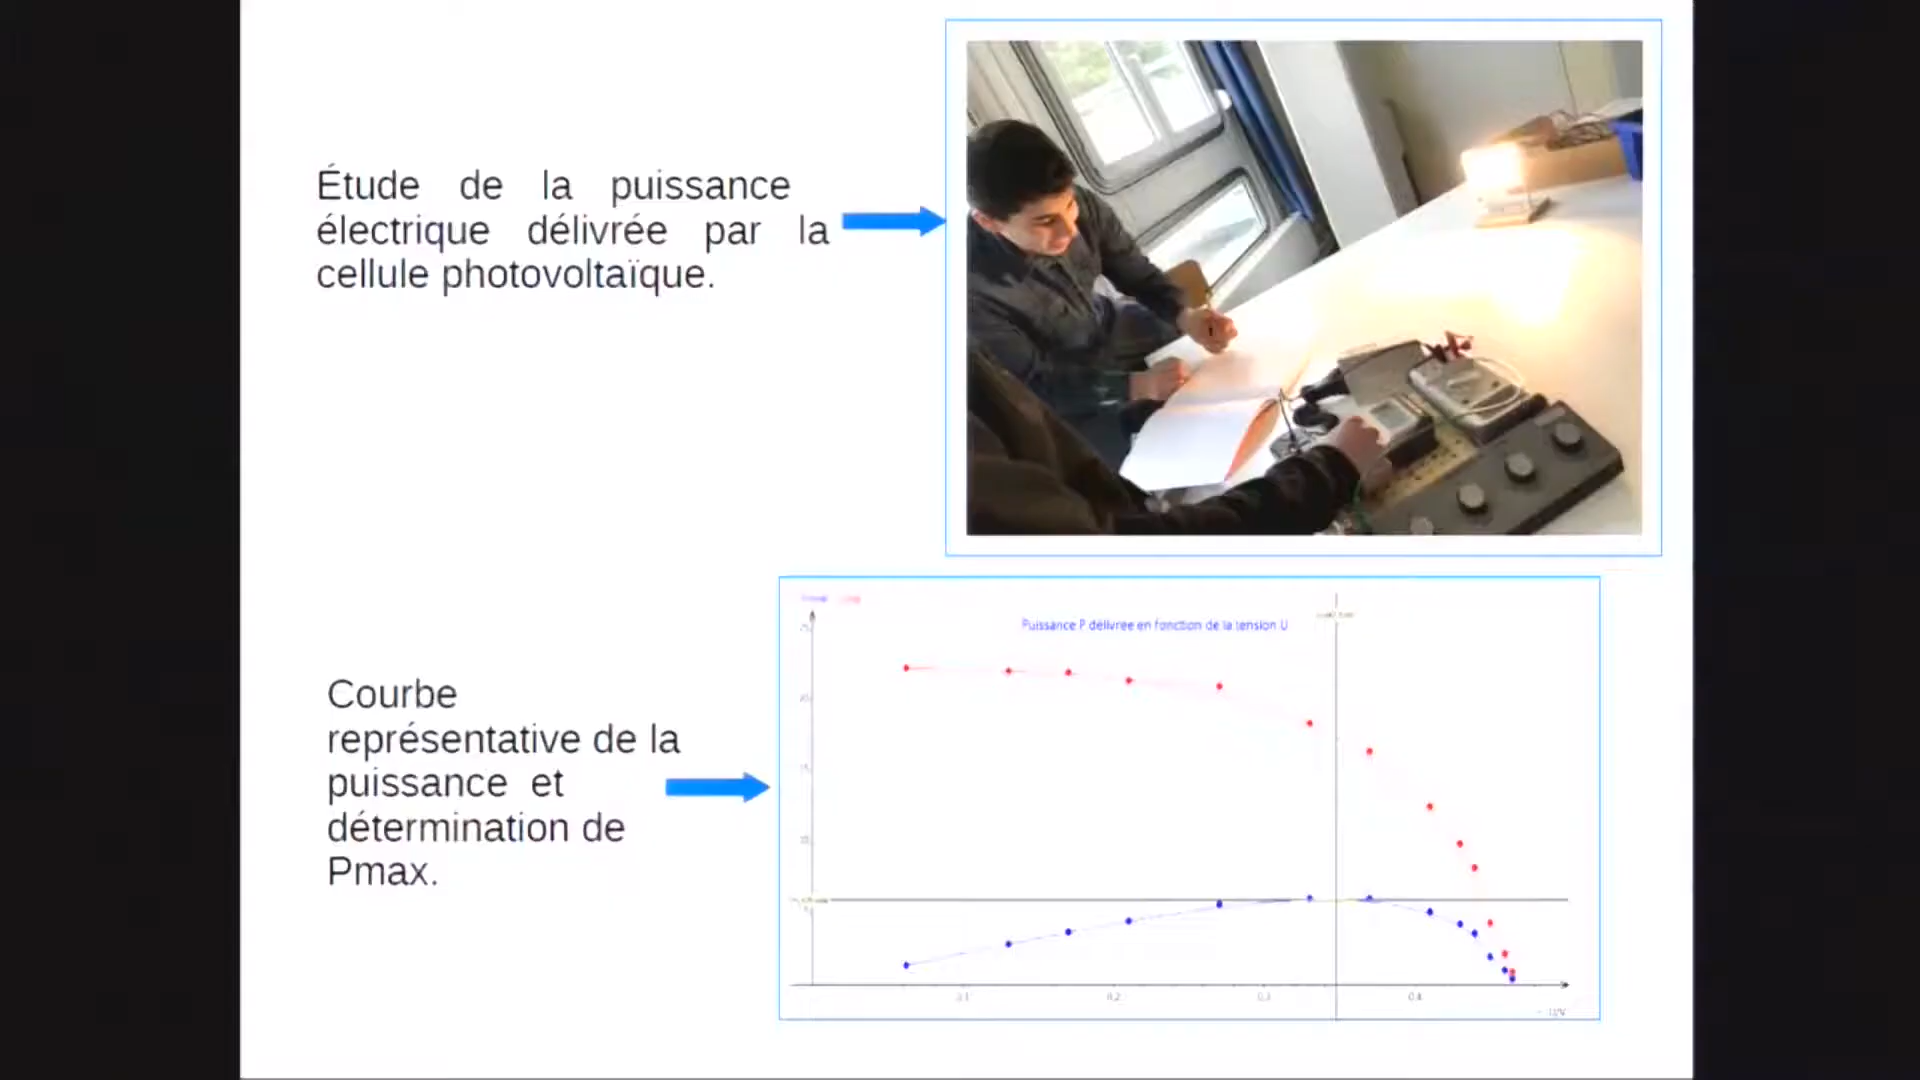 Étude de la puissance
électrique délivrée par la
cellule photovoltaïque.
Courbe
représentative de la
puissance et
détermination de
Pmax.
Puissance P délivrée en fonction de la tension U
0,1
0,2
0,3
0,4
U/V